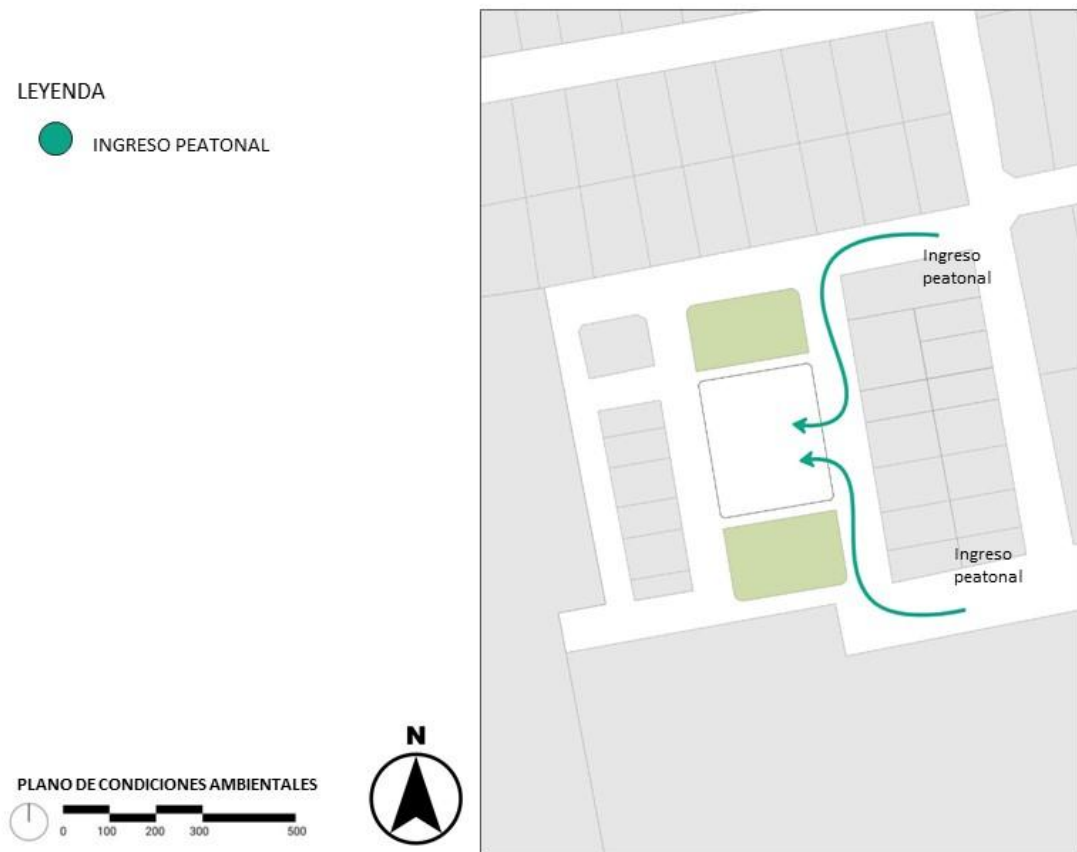 LEYENDA
INGRESO PEATONAL
Ingreso
peatonal
Ingreso
peatonal
N
PLANO DE CONDICIONES AMBIENTALES
0 100 200 300 500